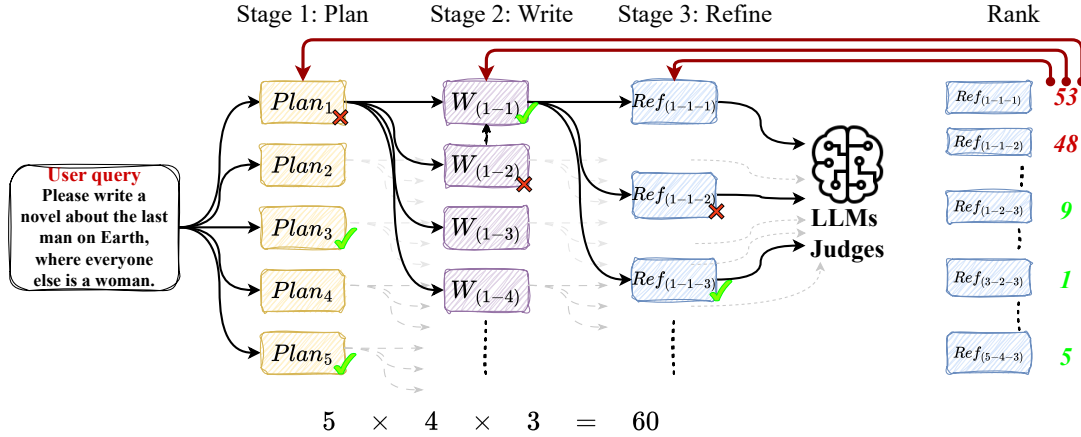 Stage 1: Plan
Stage 2: Write
Stage 3: Refine
Rank
User query
Please write a
novel about the last
man on Earth,
where everyone
else is a woman.
Plan₁
Plan₂
Plan₃
Plan₄
Plan₅
W₍₁₋₁₎
W₍₁₋₂₎
W₍₁₋₃₎
W₍₁₋₄₎
Ref₍₁₋₁₋₁₎
Ref₍₁₋₁₋₂₎
Ref₍₁₋₁₋₃₎
LLMs
Judges
Ref₍₁₋₁₋₁₎ 53
Ref₍₁₋₁₋₂₎ 48
Ref₍₁₋₂₋₃₎ 9
Ref₍₃₋₂₋₃₎ 1
Ref₍₅₋₄₋₃₎ 5
5 × 4 × 3 = 60